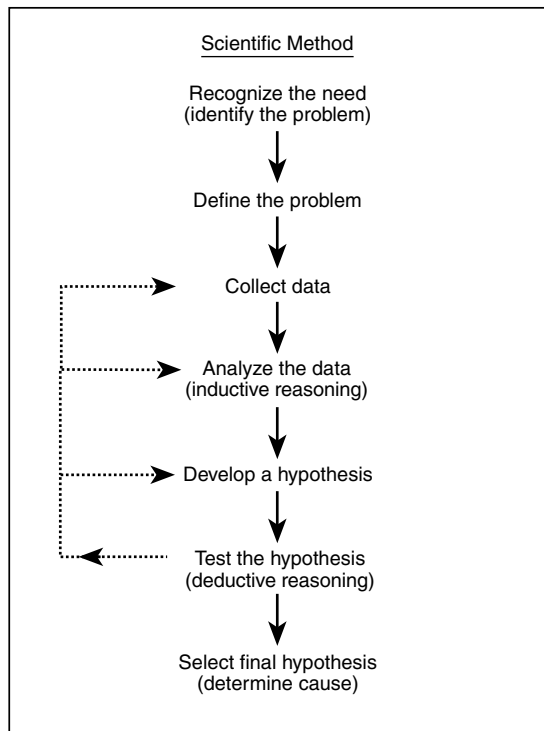 Scientific Method
Recognize the need
(identify the problem)
Define the problem
Collect data
Analyze the data
(inductive reasoning)
Develop a hypothesis
Test the hypothesis
(deductive reasoning)
Select final hypothesis
(determine cause)